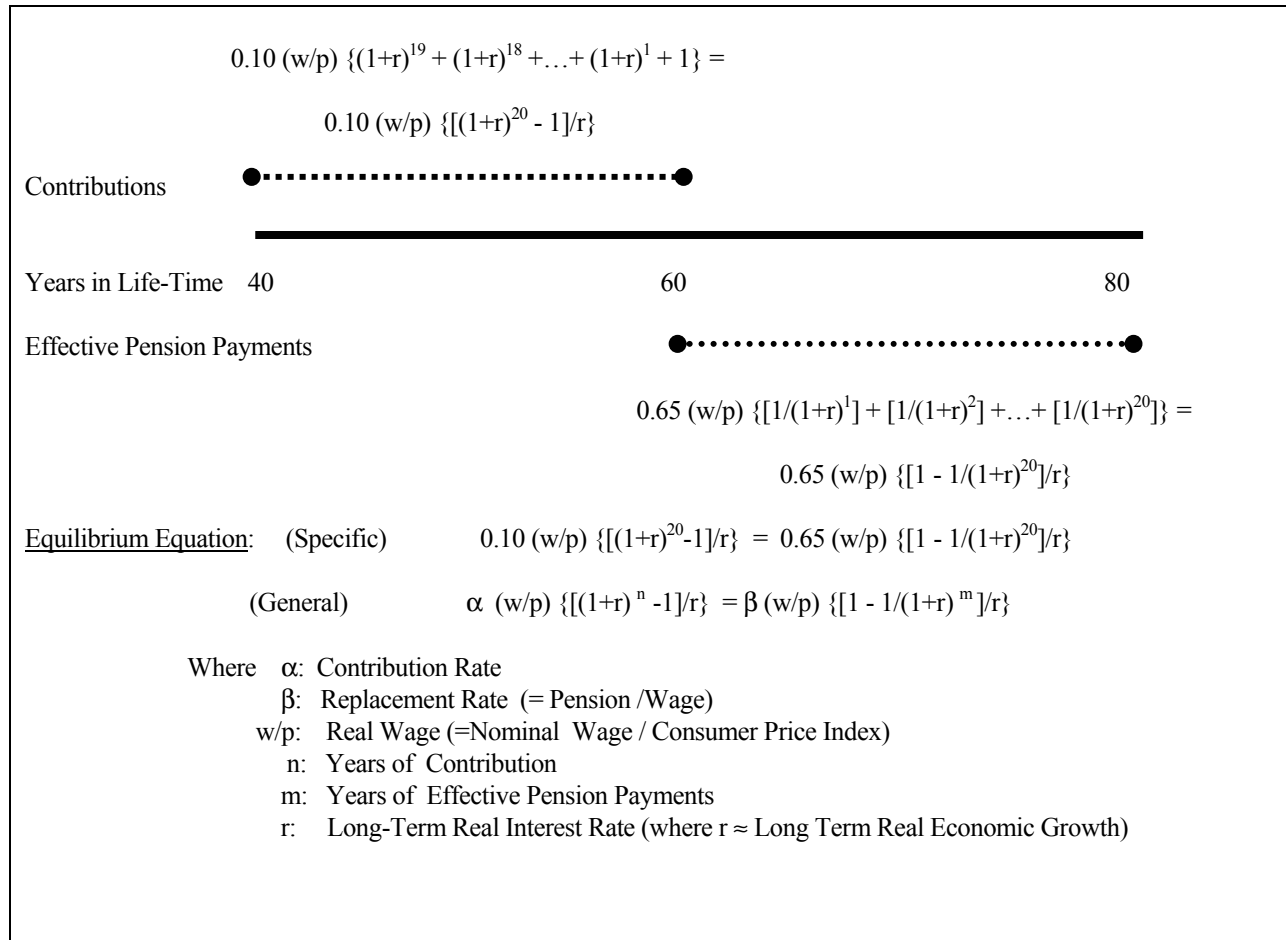 0.10 (w/p) {(1+r)¹⁹ + (1+r)¹⁸ +…+ (1+r)¹ + 1} =
0.10 (w/p) {[(1+r)²⁰ - 1]/r}
Contributions
Years in Life-Time 40 60 80
Effective Pension Payments
0.65 (w/p) {[1/(1+r)¹] + [1/(1+r)²] +…+ [1/(1+r)²⁰]} =
0.65 (w/p) {[1 - 1/(1+r)²⁰]/r}
Equilibrium Equation: (Specific) 0.10 (w/p) {[(1+r)²⁰-1]/r} = 0.65 (w/p) {[1 - 1/(1+r)²⁰]/r}
(General) α (w/p) {[(1+r) ⁿ -1]/r} = β (w/p) {[1 - 1/(1+r) ᵐ ]/r}
Where α: Contribution Rate
β: Replacement Rate (= Pension /Wage)
w/p: Real Wage (=Nominal Wage / Consumer Price Index)
n: Years of Contribution
m: Years of Effective Pension Payments
r: Long-Term Real Interest Rate (where r ≈ Long Term Real Economic Growth)